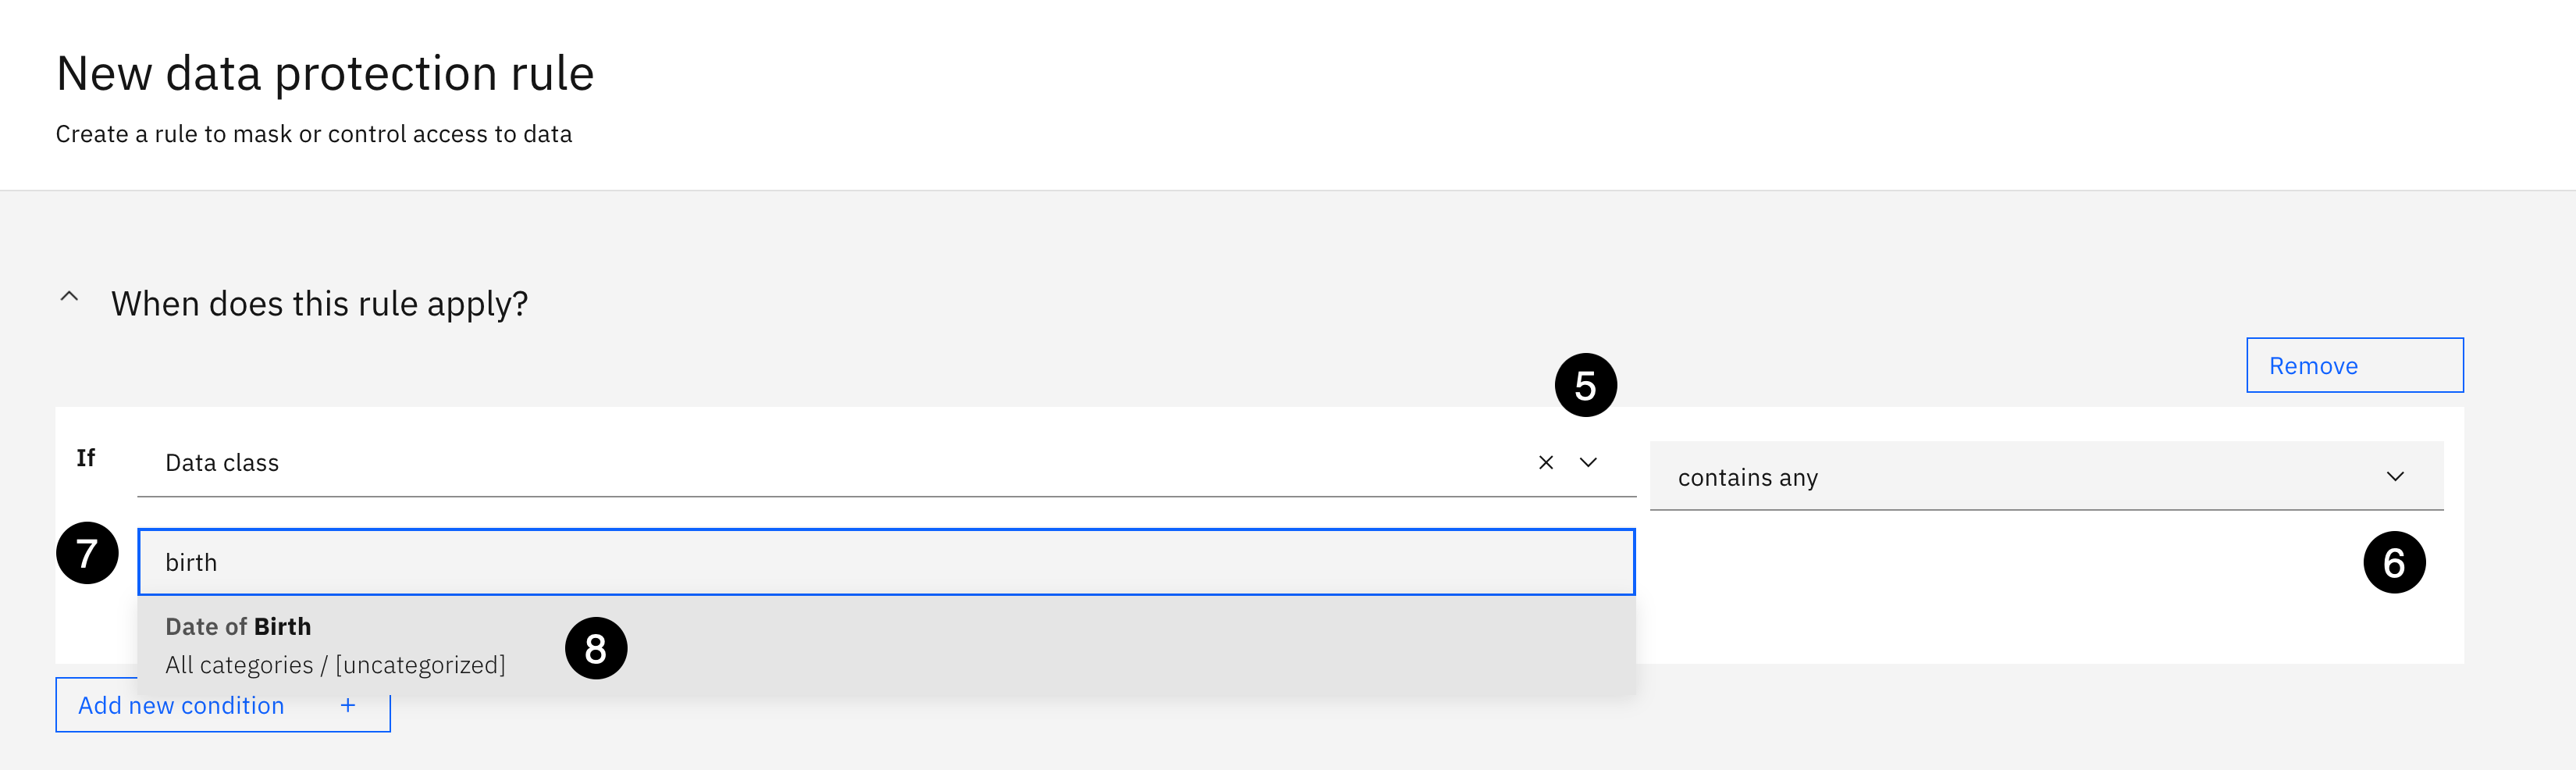 New data protection rule
Create a rule to mask or control access to data
When does this rule apply?
Remove
5
If
Data class
contains any
7
birth
6
Date of Birth
8
All categories / [uncategorized]
Add new condition +